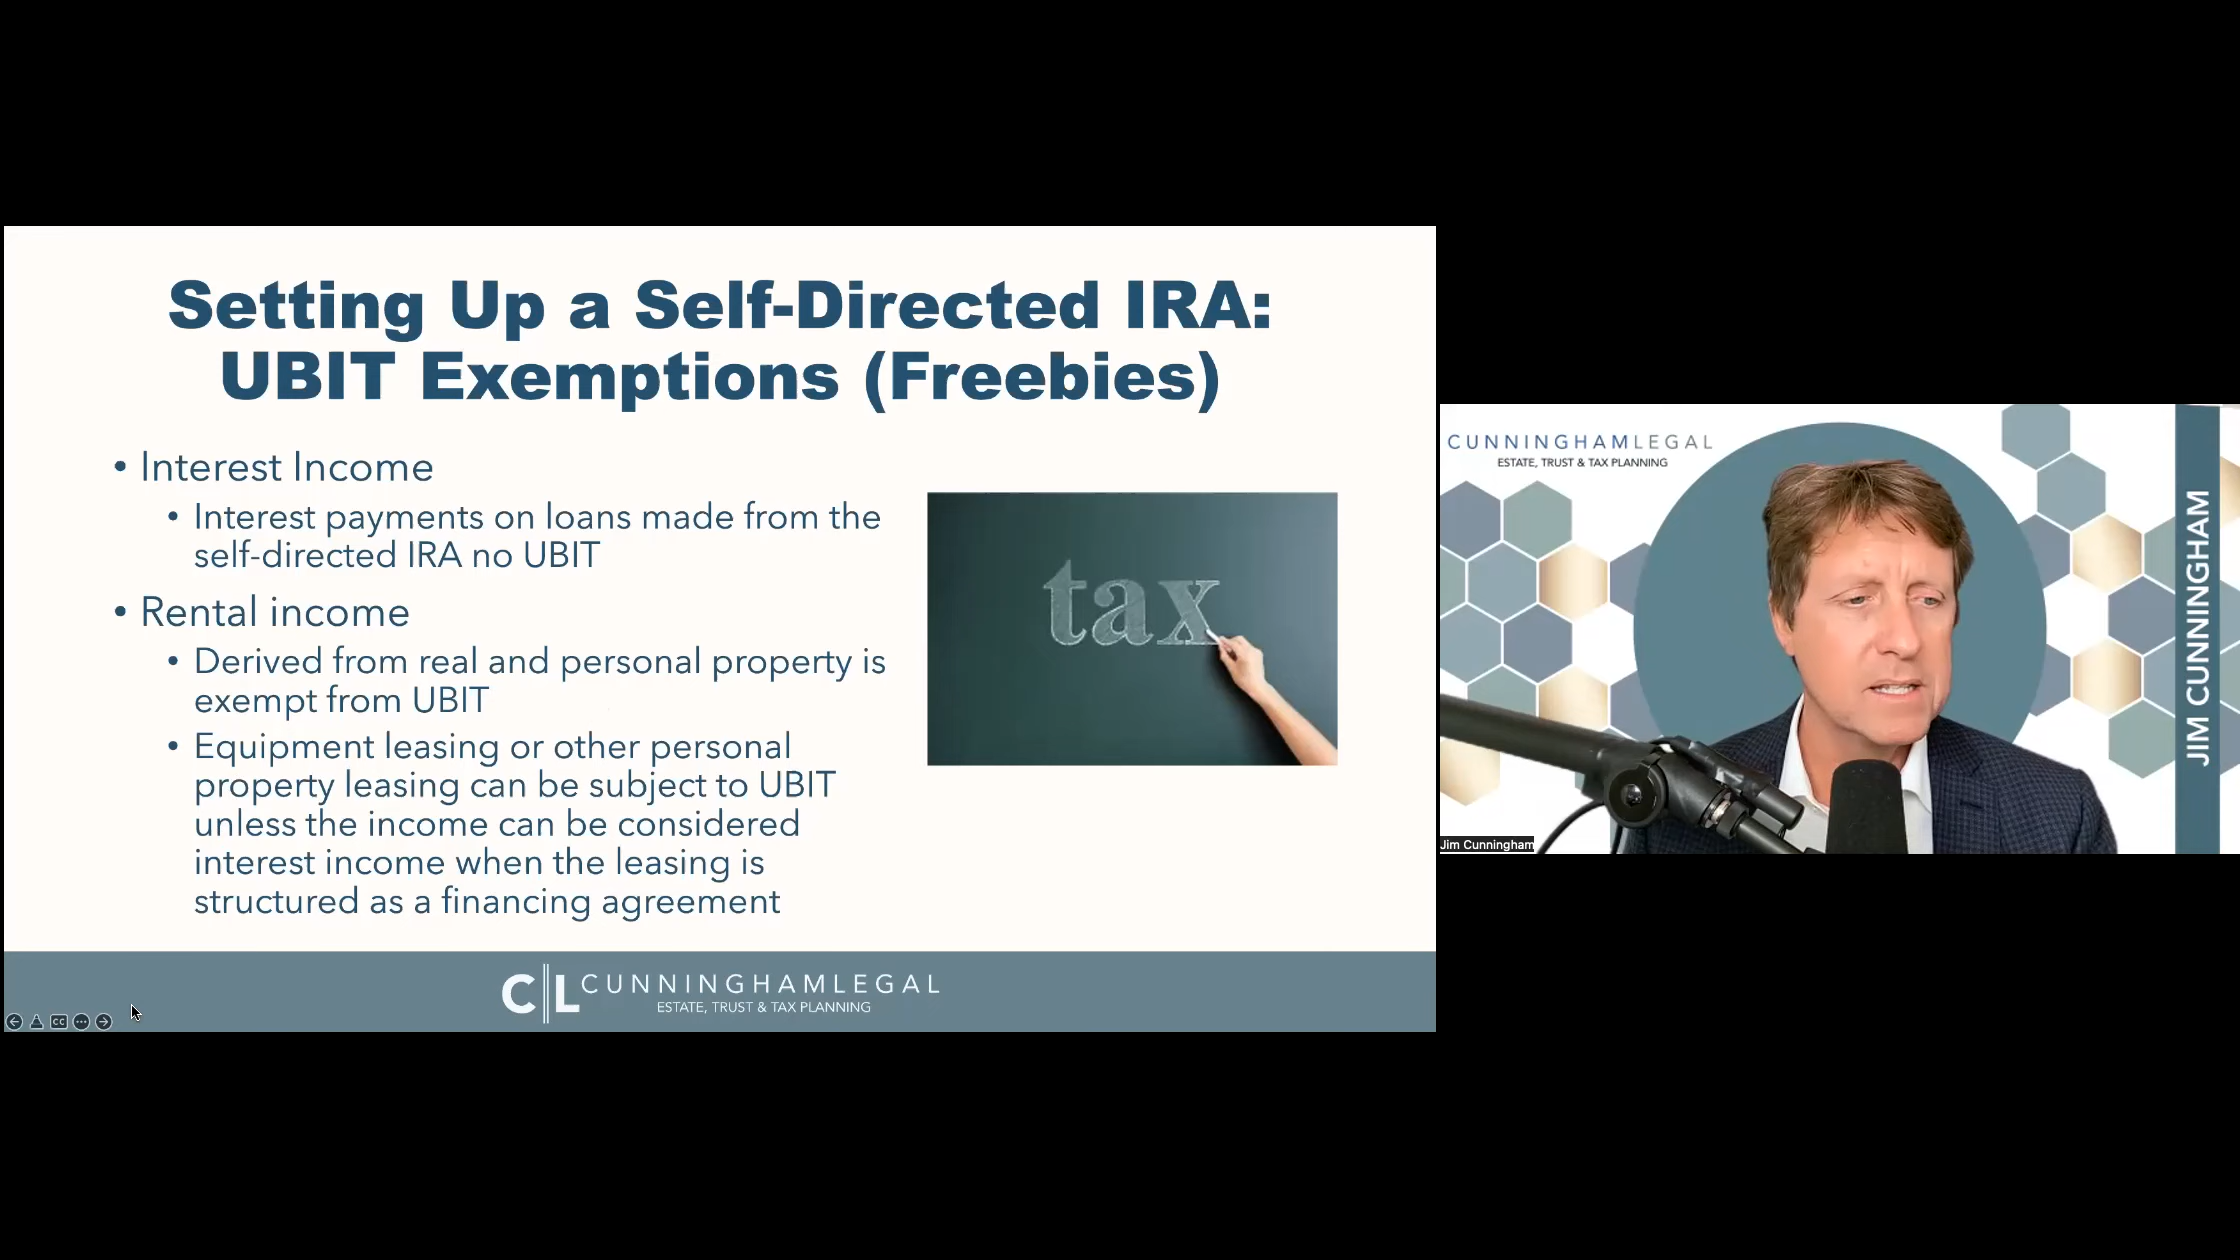 Setting Up a Self-Directed IRA:
UBIT Exemptions (Freebies)
• Interest Income
• Interest payments on loans made from the
self-directed IRA no UBIT
• Rental income
• Derived from real and personal property is
exempt from UBIT
• Equipment leasing or other personal
property leasing can be subject to UBIT
unless the income can be considered
interest income when the leasing is
structured as a financing agreement
tax
CL CUNNINGHAMLEGAL
ESTATE, TRUST & TAX PLANNING
CC
CUNNINGHAMLEGAL
ESTATE, TRUST & TAX PLANNING
JIM CUNNINGHAM
Jim Cunningham